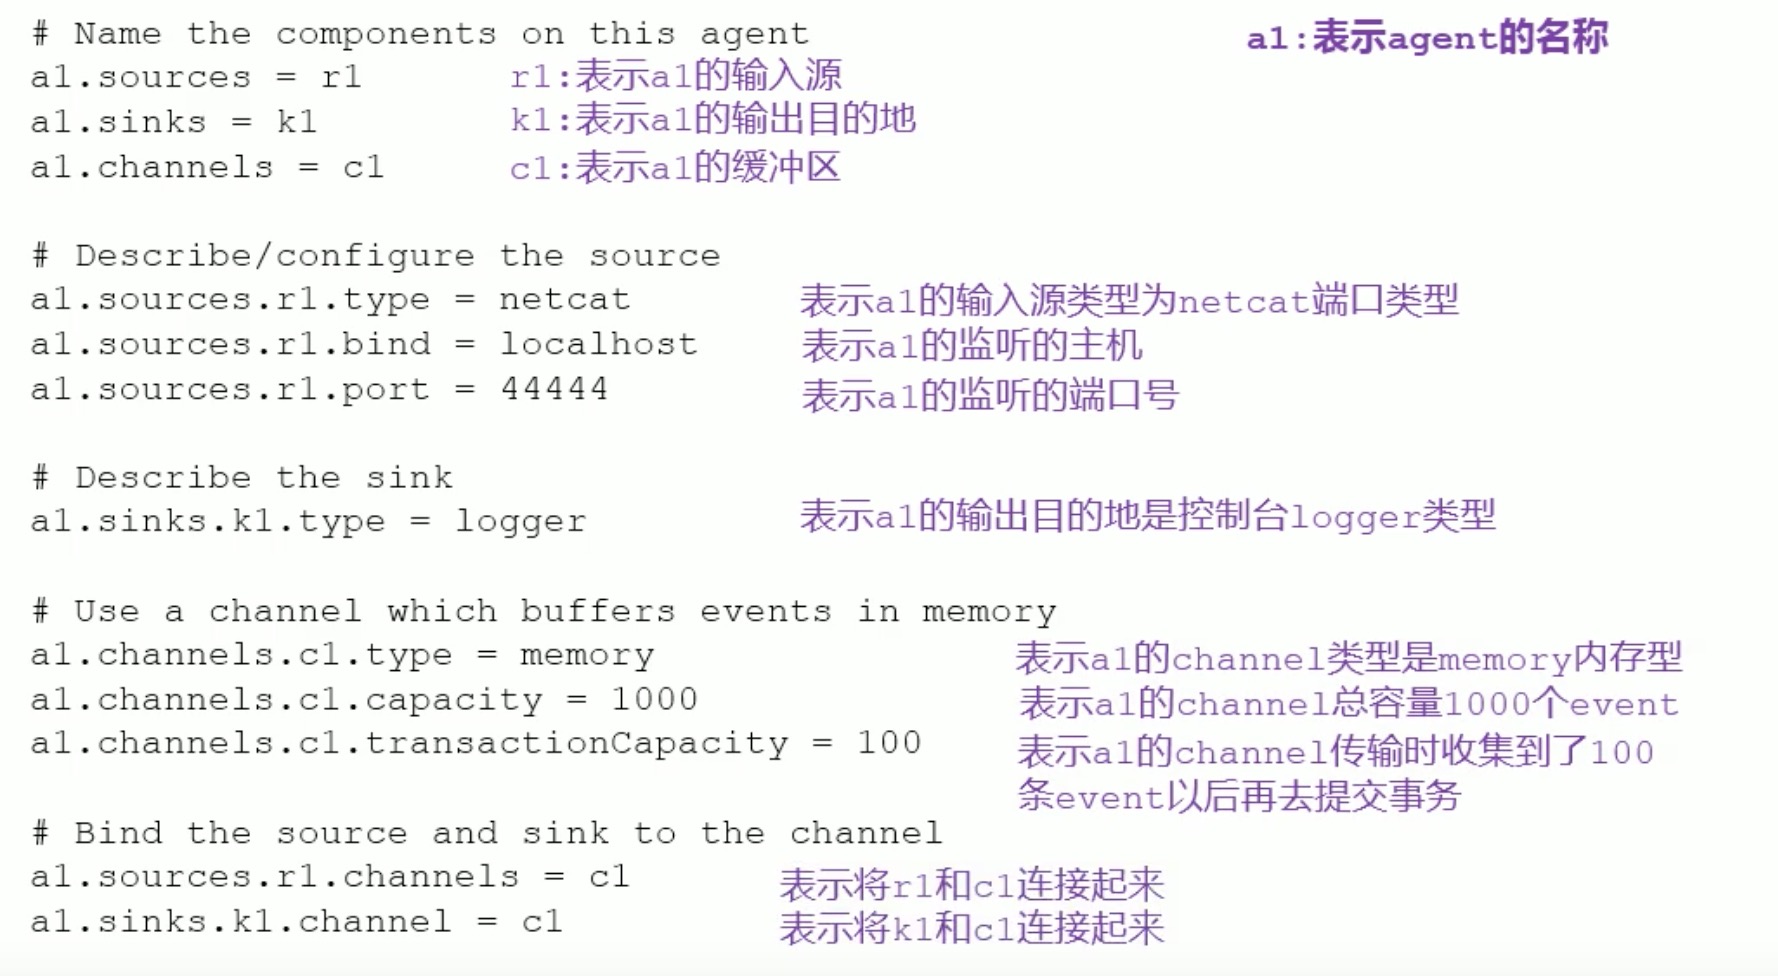 # Name the components on this agent    a1:表示agent的名称
a1.sources = r1    r1:表示a1的输入源
a1.sinks = k1    k1:表示a1的输出目的地
a1.channels = c1    c1:表示a1的缓冲区
# Describe/configure the source
a1.sources.r1.type = netcat    表示a1的输入源类型为netcat端口类型
a1.sources.r1.bind = localhost    表示a1的监听的主机
a1.sources.r1.port = 44444    表示a1的监听的端口号
# Describe the sink
a1.sinks.k1.type = logger    表示a1的输出目的地是控制台logger类型
# Use a channel which buffers events in memory
a1.channels.c1.type = memory    表示a1的channel类型是memory内存型
a1.channels.c1.capacity = 1000    表示a1的channel总容量1000个event
a1.channels.c1.transactionCapacity = 100    表示a1的channel传输时收集到了100
条event以后再去提交事务
# Bind the source and sink to the channel
a1.sources.r1.channels = c1    表示将r1和c1连接起来
a1.sinks.k1.channel = c1    表示将k1和c1连接起来